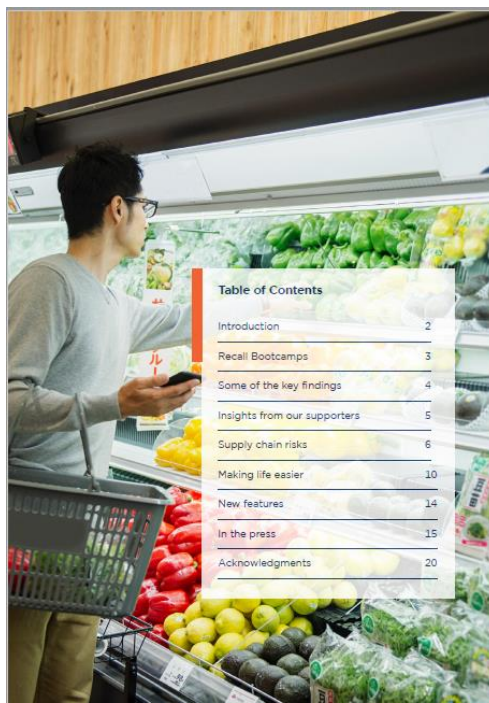 Table of Contents
Introduction 2
Recall Bootcamps 3
Some of the key findings 4
Insights from our supporters 5
Supply chain risks 6
Making life easier 10
New features 14
In the press 15
Acknowledgments 20